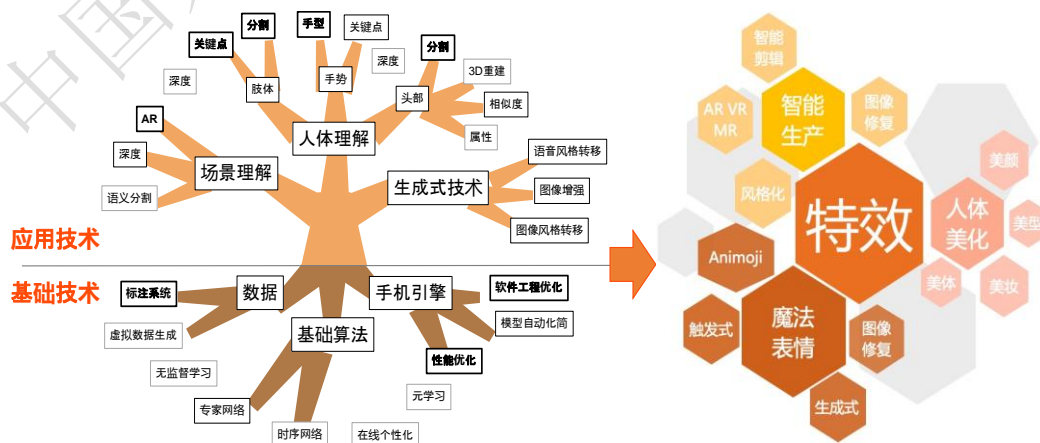 中国
分割
手型
关键点
关键点
分割
深度
肢体
手势
深度
头部
3D重建
相似度
属性
AR
人体理解
深度
场景理解
语义分割
生成式技术
语音风格转移
图像增强
图像风格转移
应用技术
基础技术
标注系统
数据
手机引擎
软件工程优化
虚拟数据生成
基础算法
模型自动化简
无监督学习
性能优化
专家网络
元学习
时序网络
在线个性化
智能
剪辑
AR VR
MR
智能
生产
图像
修复
风格化
特效
美颜
人体
美化
美型
美体
美妆
Animoji
触发式
魔法
表情
图像
修复
生成式